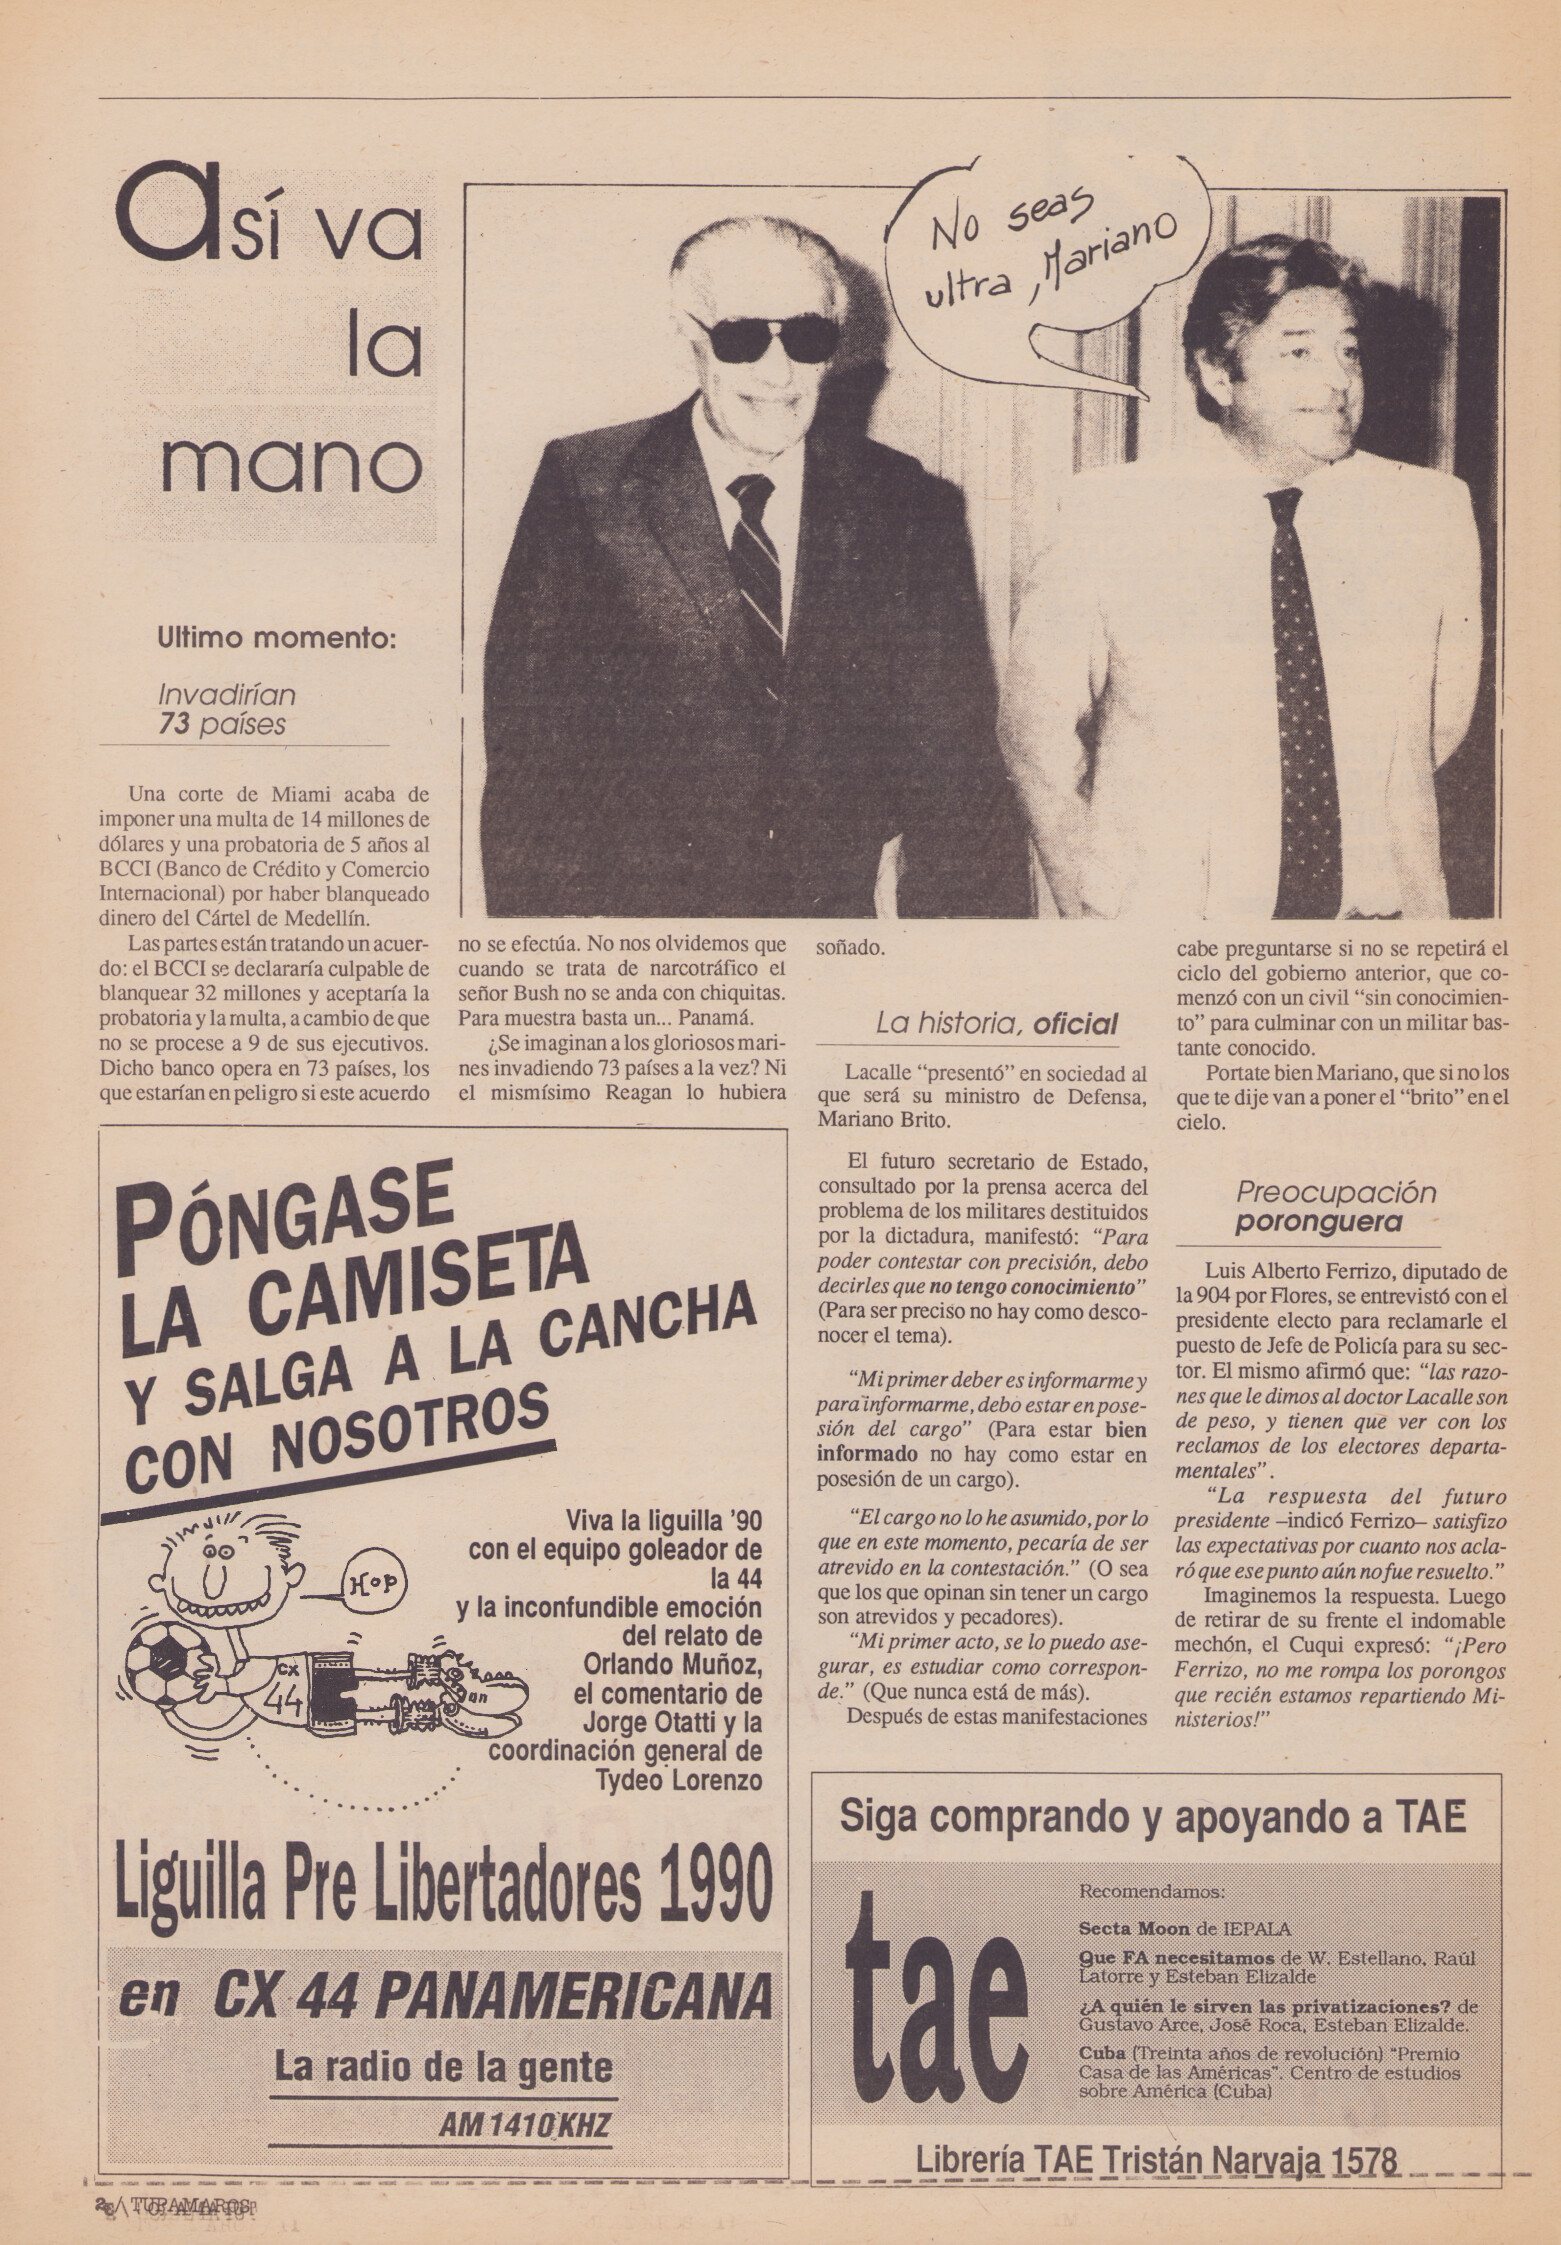 así va
la
mano
No seas
ultra, Mariano
Ultimo momento:
Invadirían
73 países
Una corte de Miami acaba de
imponer una multa de 14 millones de
dólares y una probatoria de 5 años al
BCCI (Banco de Crédito y Comercio
Internacional) por haber blanqueado
dinero del Cártel de Medellín.
Las partes están tratando un acuer-
do: el BCCI se declararía culpable de
blanquear 32 millones y aceptaría la
probatoria y la multa, a cambio de que
no se procese a 9 de sus ejecutivos.
Dicho banco opera en 73 países, los
que estarían en peligro si este acuerdo
no se efectúa. No nos olvidemos que
cuando se trata de narcotráfico el
señor Bush no se anda con chiquitas.
Para muestra basta un... Panamá.
¿Se imaginan a los gloriosos mari-
nes invadiendo 73 países a la vez? Ni
el mismísimo Reagan lo hubiera
soñado.
La historia, oficial
Lacalle “presentó” en sociedad al
que será su ministro de Defensa,
Mariano Brito.
El futuro secretario de Estado,
consultado por la prensa acerca del
problema de los militares destituidos
por la dictadura, manifestó: “Para
poder contestar con precisión, debo
decirles que no tengo conocimiento”
(Para ser preciso no hay como desco-
nocer el tema).
“Mi primer deber es informarme y
para informarme, debo estar en pose-
sión del cargo” (Para estar bien
informado no hay como estar en
posesión de un cargo).
“El cargo no lo he asumido, por lo
que en este momento, pecaría de ser
atrevido en la contestación.” (O sea
que los que opinan sin tener un cargo
son atrevidos y pecadores).
“Mi primer acto, se lo puedo ase-
gurar, es estudiar como correspon-
de.” (Que nunca está de más).
Después de estas manifestaciones
cabe preguntarse si no se repetirá el
ciclo del gobierno anterior, que co-
menzó con un civil “sin conocimien-
to” para culminar con un militar bas-
tante conocido.
Portate bien Mariano, que si no los
que te dije van a poner el “brito” en el
cielo.
Preocupación
poronguera
Luis Alberto Ferrizo, diputado de
la 904 por Flores, se entrevistó con el
presidente electo para reclamarle el
puesto de Jefe de Policía para su sec-
tor. El mismo afirmó que: “las razo-
nes que le dimos al doctor Lacalle son
de peso, y tienen que ver con los
reclamos de los electores departa-
mentales”.
“La respuesta del futuro
presidente –indicó Ferrizo– satisfizo
las expectativas por cuanto nos acla-
ró que ese punto aún no fue resuelto.”
Imaginemos la respuesta. Luego
de retirar de su frente el indomable
mechón, el Cuqui expresó: “¡Pero
Ferrizo, no me rompa los porongos
que recién estamos repartiendo Mi-
nisterios!”
PÓNGASE
LA CAMISETA
Y SALGA A LA CANCHA
CON NOSOTROS
HOP
CX
44
Viva la liguilla '90
con el equipo goleador de
la 44
y la inconfundible emoción
del relato de
Orlando Muñoz,
el comentario de
Jorge Otatti y la
coordinación general de
Tydeo Lorenzo
Liguilla Pre Libertadores 1990
en CX 44 PANAMERICANA
La radio de la gente
AM 1410 KHZ
Siga comprando y apoyando a TAE
tae
Recomendamos:
Secta Moon de IEPALA
Que FA necesitamos de W. Estellano, Raúl
Latorre y Esteban Elizalde
¿A quién le sirven las privatizaciones? de
Gustavo Arce, José Roca, Esteban Elizalde.
Cuba (Treinta años de revolución) “Premio
Casa de las Américas”. Centro de estudios
sobre América (Cuba)
Librería TAE Tristán Narvaja 1578
2 / TUPAMAROS